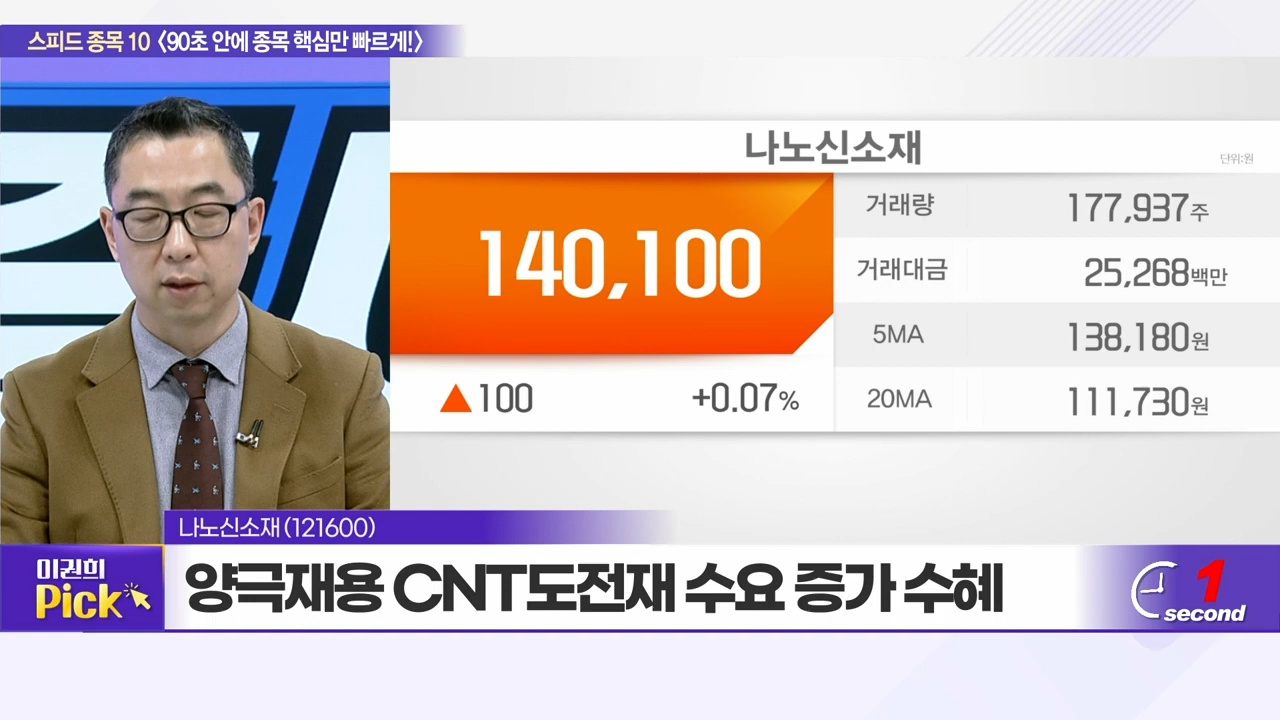 스피드 종목 10 〈90초 안에 종목 핵심만 빠르게!〉
나노신소재
단위:원
140,100
▲100 +0.07%
거래량 177,937주
거래대금 25,268백만
5MA 138,180원
20MA 111,730원
나노신소재(121600)
이권희
Pick
양극재용 CNT도전재 수요 증가 수혜
1
second